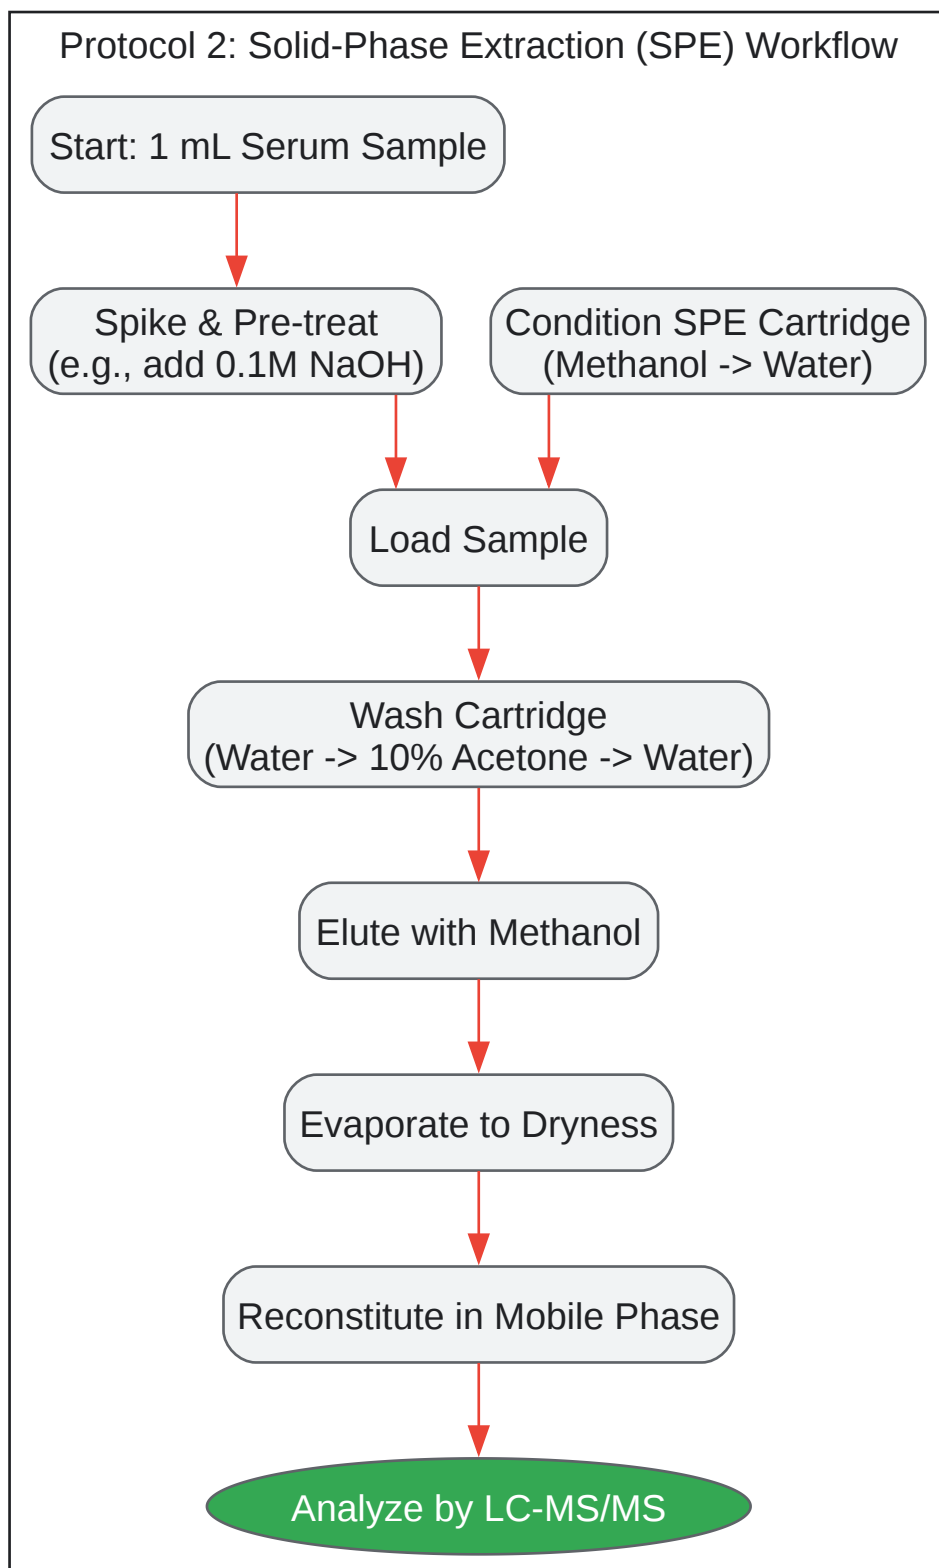 Protocol 2: Solid-Phase Extraction (SPE) Workflow
Start: 1 mL Serum Sample
Spike & Pre-treat
(e.g., add 0.1M NaOH)
Condition SPE Cartridge
(Methanol -> Water)
Load Sample
Wash Cartridge
(Water -> 10% Acetone -> Water)
Elute with Methanol
Evaporate to Dryness
Reconstitute in Mobile Phase
Analyze by LC-MS/MS